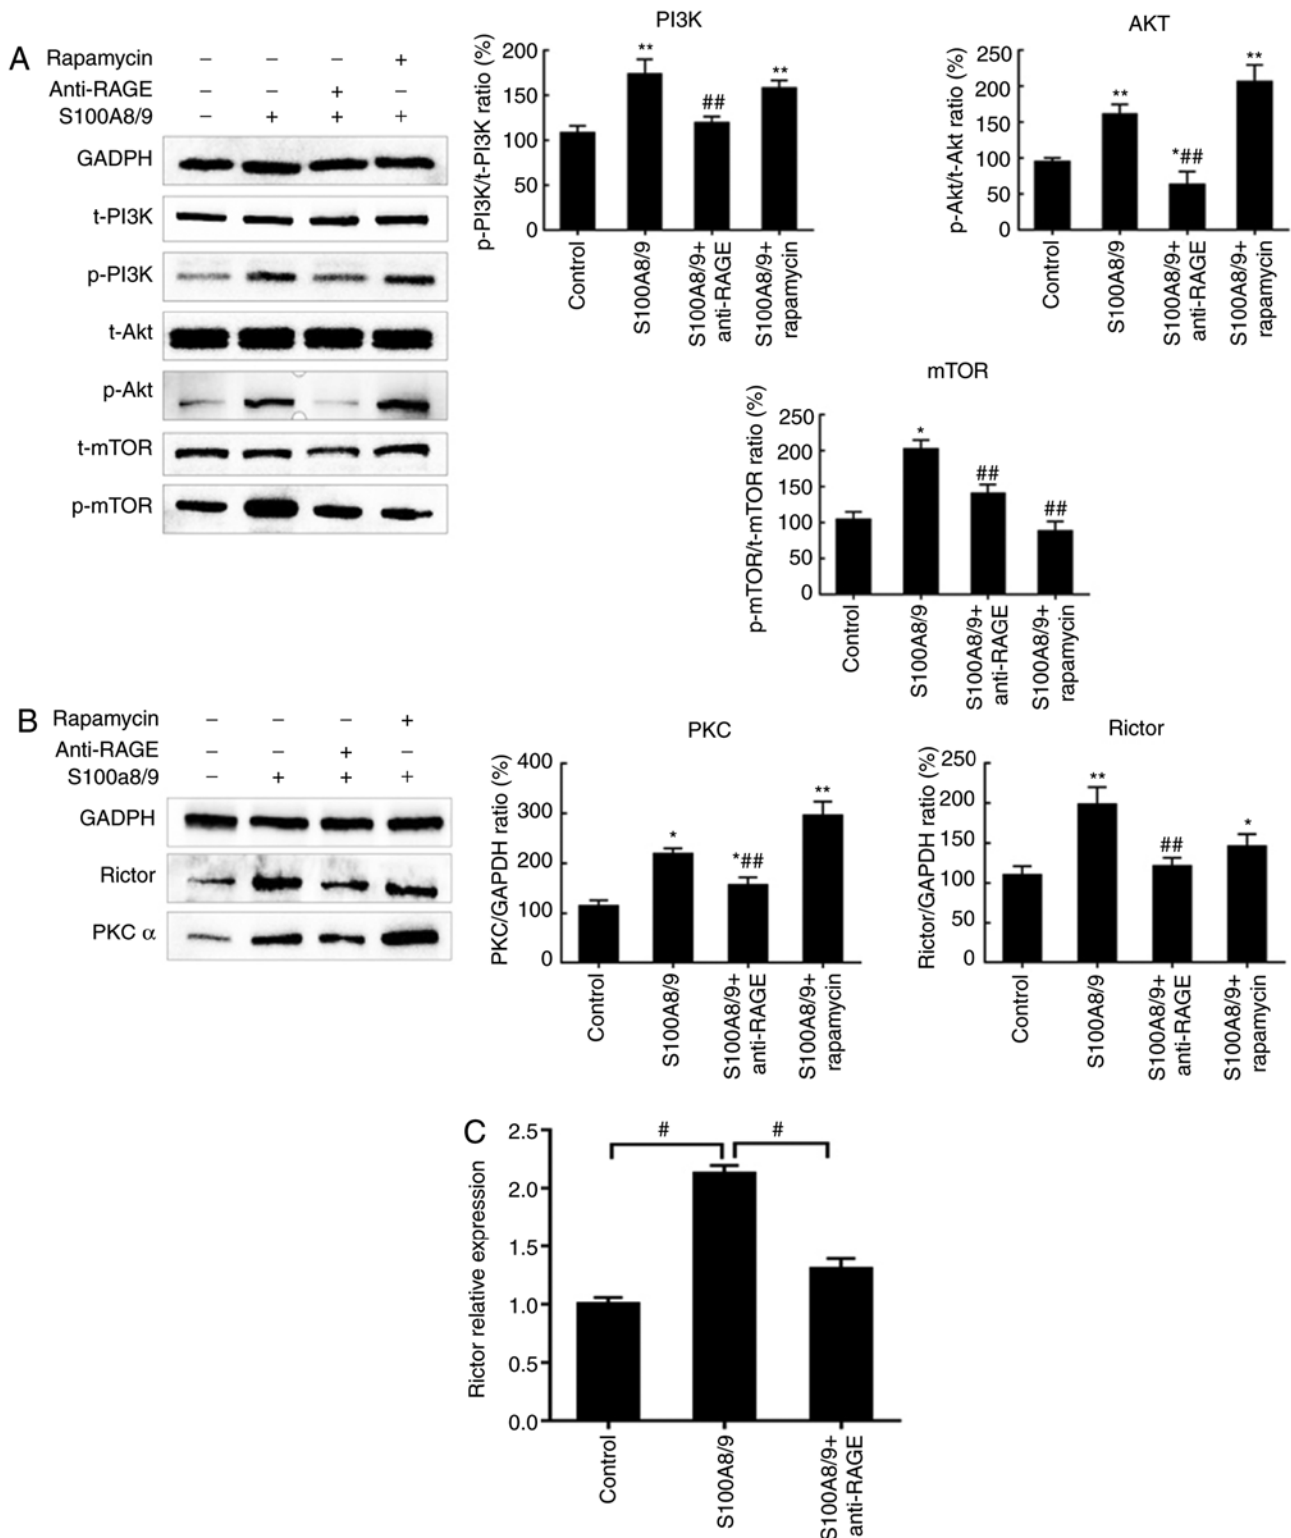 A
Rapamycin – – – +
Anti-RAGE – – + –
S100A8/9 – + + +
GADPH
t-PI3K
p-PI3K
t-Akt
p-Akt
t-mTOR
p-mTOR
PI3K
p-PI3K/t-PI3K ratio (%)
200
150
100
50
0
**
##
**
Control
S100A8/9
S100A8/9+
anti-RAGE
S100A8/9+
rapamycin
AKT
p-Akt/t-Akt ratio (%)
250
200
150
100
50
0
**
*##
**
Control
S100A8/9
S100A8/9+
anti-RAGE
S100A8/9+
rapamycin
mTOR
p-mTOR/t-mTOR ratio (%)
250
200
150
100
50
0
*
##
##
Control
S100A8/9
S100A8/9+
anti-RAGE
S100A8/9+
rapamycin
B
Rapamycin – – – +
Anti-RAGE – – + –
S100a8/9 – + + +
GADPH
Rictor
PKC α
PKC
PKC/GAPDH ratio (%)
400
300
200
100
0
*
*##
**
Control
S100A8/9
S100A8/9+
anti-RAGE
S100A8/9+
rapamycin
Rictor
Rictor/GAPDH ratio (%)
250
200
150
100
50
0
**
##
*
Control
S100A8/9
S100A8/9+
anti-RAGE
S100A8/9+
rapamycin
C
Rictor relative expression
2.5
2.0
1.5
1.0
0.5
0.0
#
#
Control
S100A8/9
S100A8/9+
anti-RAGE